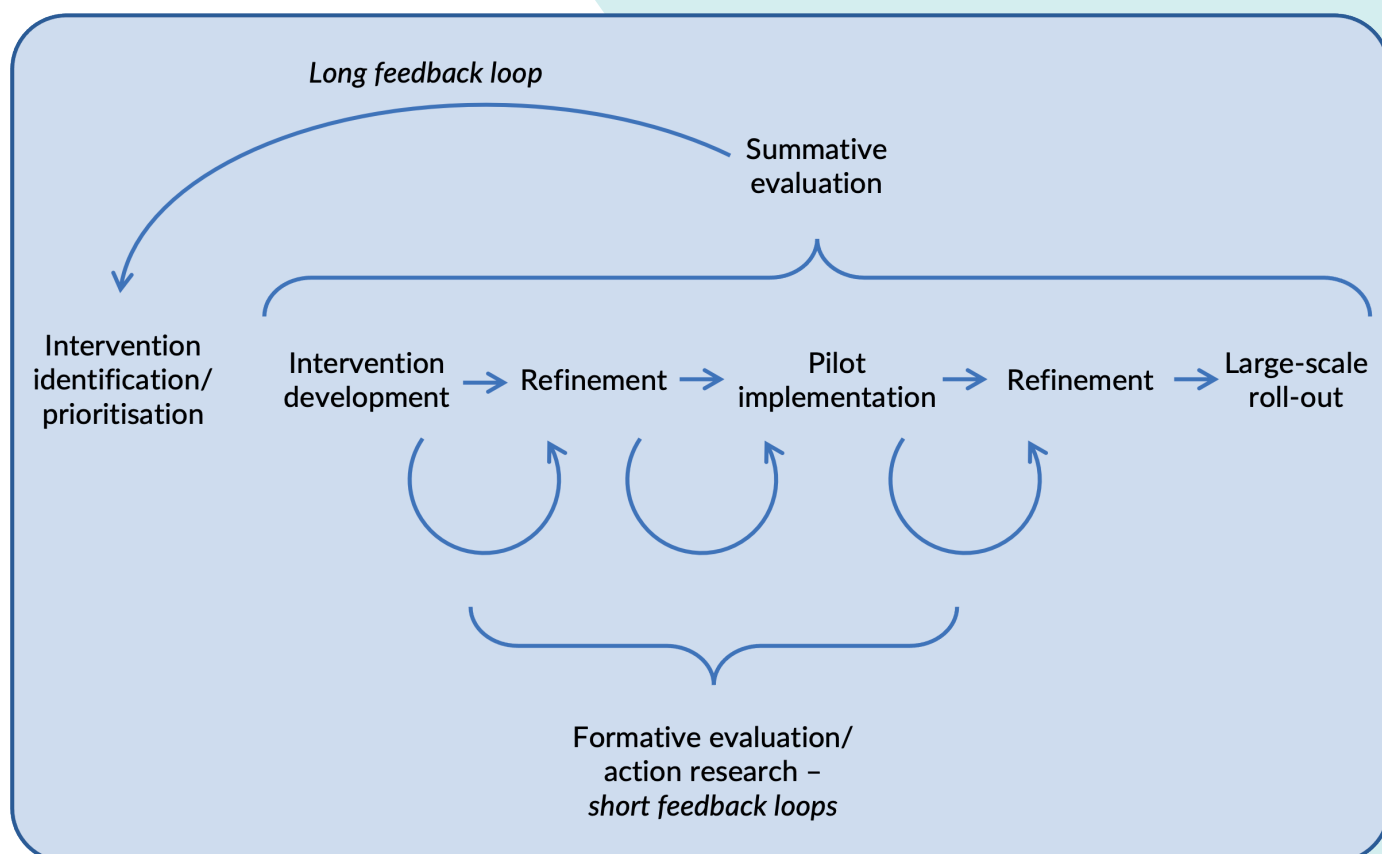 Long feedback loop
Summative
evaluation
Intervention
identification/
prioritisation
Intervention
development
Refinement
Pilot
implementation
Refinement
Large-scale
roll-out
Formative evaluation/
action research –
short feedback loops